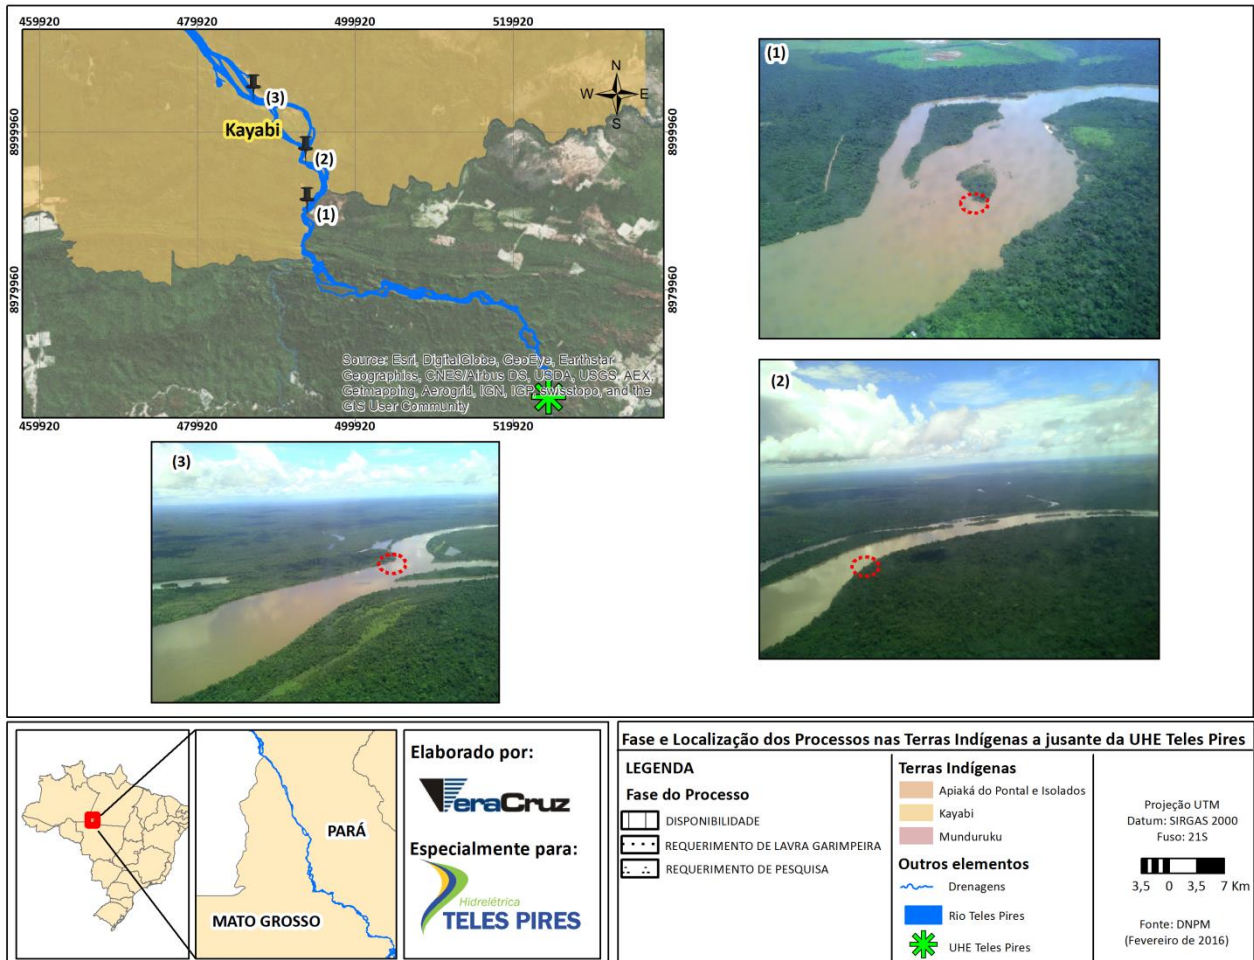 459920 479920 499920 519920
8999960
8979960
8999960
8979960
N
W E
S
(3)
Kayabi
(2)
(1)
Source: Esri, DigitalGlobe, GeoEye, Earthstar
Geographics, CNES/Airbus DS, USDA, USGS, AEX,
Getmapping, Aerogrid, IGN, IGP, swisstopo, and the
GIS User Community
459920 479920 499920 519920
(1)
(2)
(3)
PARÁ
MATO GROSSO
Elaborado por:
VeraCruz
Especialmente para:
Hidrelétrica
TELES PIRES
Fase e Localização dos Processos nas Terras Indígenas a jusante da UHE Teles Pires
LEGENDA
Fase do Processo
DISPONIBILIDADE
REQUERIMENTO DE LAVRA GARIMPEIRA
REQUERIMENTO DE PESQUISA
Terras Indígenas
Apiaká do Pontal e Isolados
Kayabi
Munduruku
Outros elementos
Drenagens
Rio Teles Pires
UHE Teles Pires
Projeção UTM
Datum: SIRGAS 2000
Fuso: 21S
3,5 0 3,5 7 Km
Fonte: DNPM
(Fevereiro de 2016)